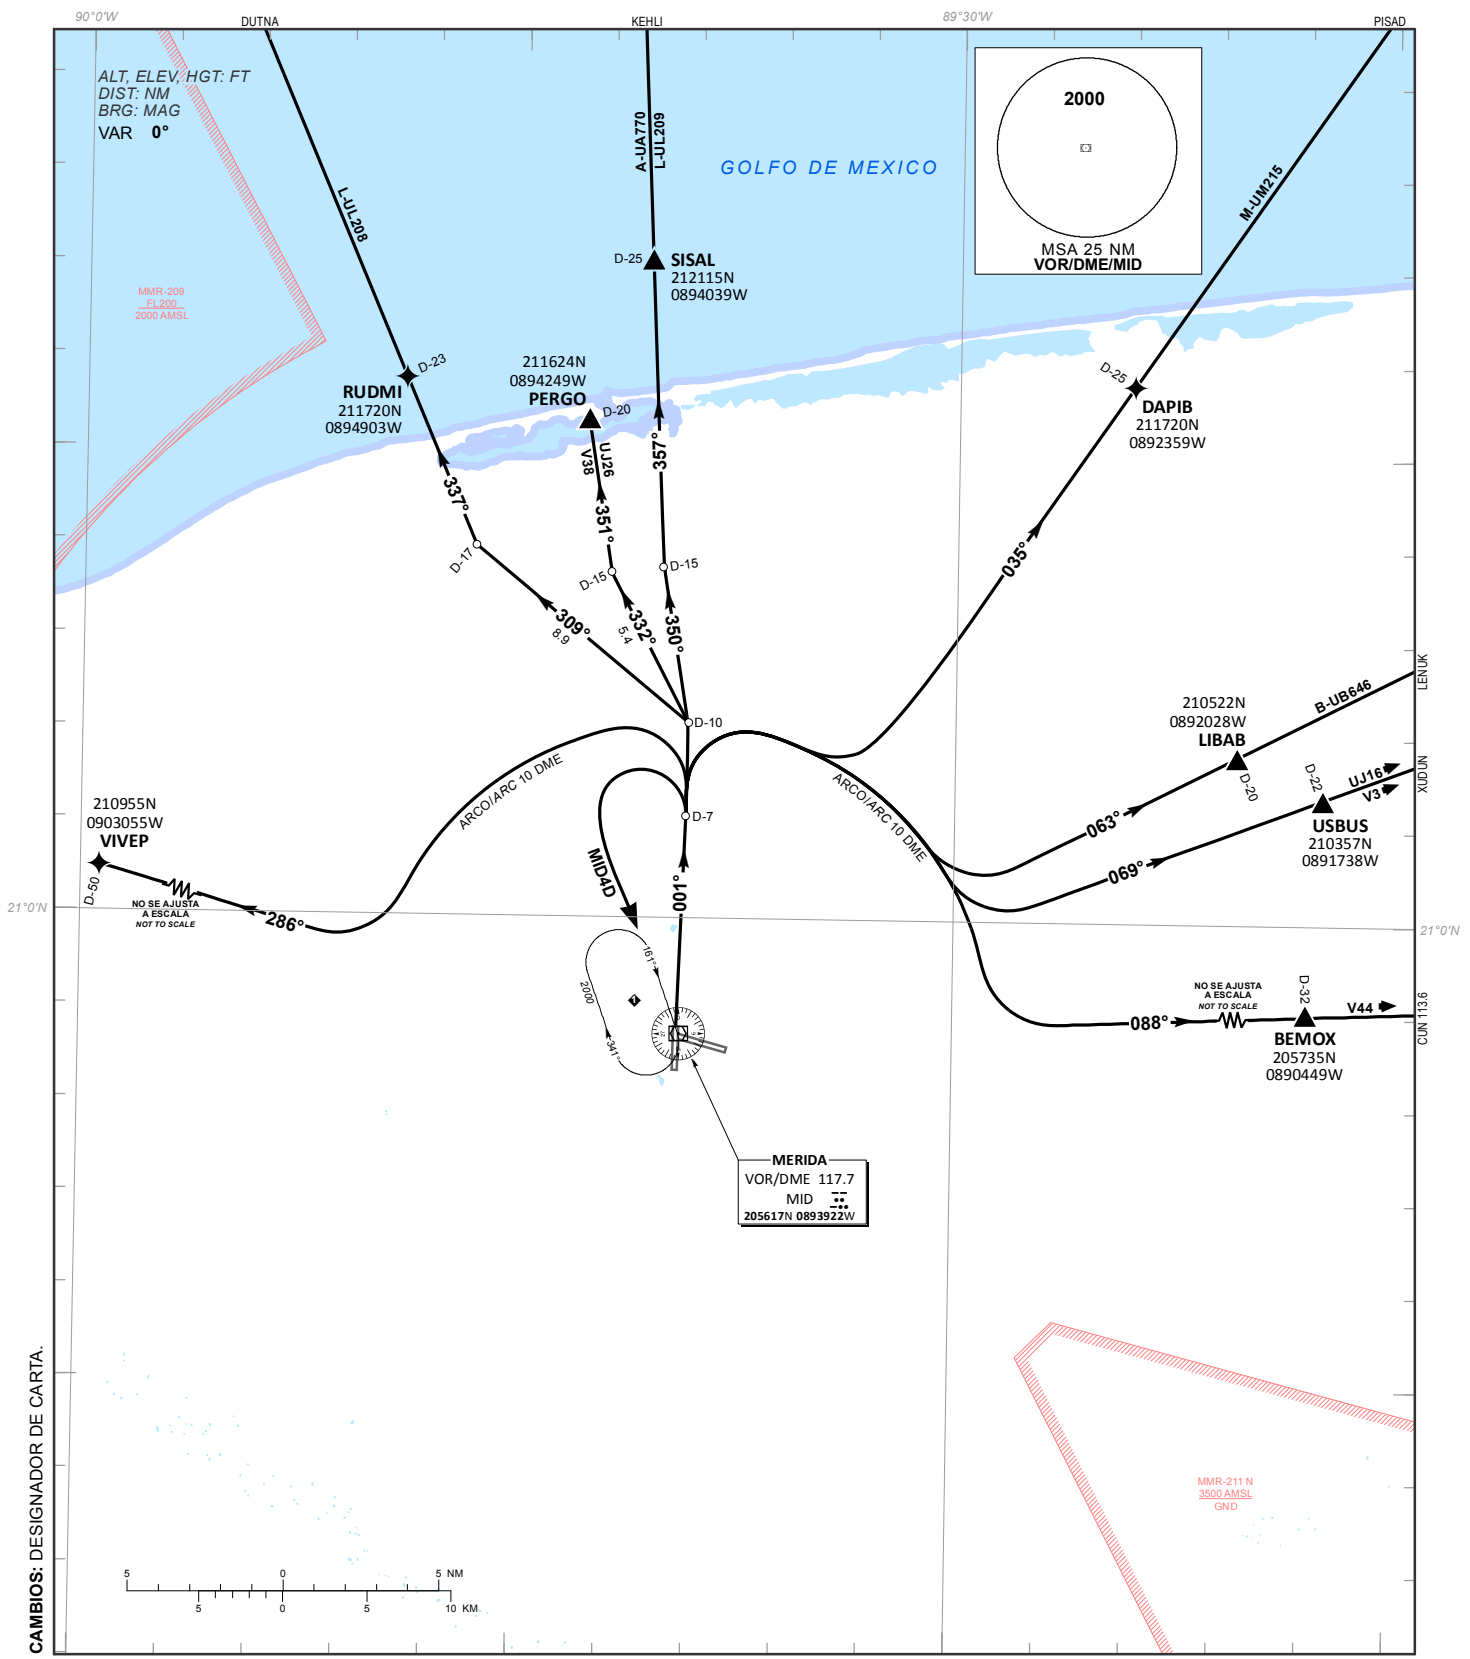 90°0'W
DUTNA
KEHLI
89°30'W
PISAD
ALT, ELEV, HGT: FT
DIST: NM
BRG: MAG
VAR 0°
2000
MSA 25 NM
VOR/DME/MID
GOLFO DE MEXICO
L-UL208
A-UA770
L-UL209
M-UM215
D-25
SISAL
212115N
0894039W
MMR-209
FL200
2000 AMSL
D-23
RUDMI
211720N
0894903W
211624N
0894249W
PERGO
D-20
UJ26
V38
D-25
DAPIB
211720N
0892359W
337°
351°
357°
035°
D-17
D-15
D-15
309°
8.9
332°
5.4
350°
D-10
LENUK
B-UB646
210522N
0892028W
LIBAB
D-20
D-22
UJ16
V3
XUDUN
USBUS
210357N
0891738W
063°
069°
ARCO/ARC 10 DME
ARCO/ARC 10 DME
D-7
MID4D
001°
210955N
0903055W
VIVEP
D-50
NO SE AJUSTA
A ESCALA
NOT TO SCALE
286°
21°0'N
21°0'N
161°
2000
1
341°
NO SE AJUSTA
A ESCALA
NOT TO SCALE
D-32
V44
CUN 113.6
088°
BEMOX
205735N
0890449W
MERIDA
VOR/DME 117.7
MID
205617N 0893922W
MMR-211 N
3500 AMSL
GND
CAMBIOS: DESIGNADOR DE CARTA.
5 0 5 NM
5 0 5 10 KM